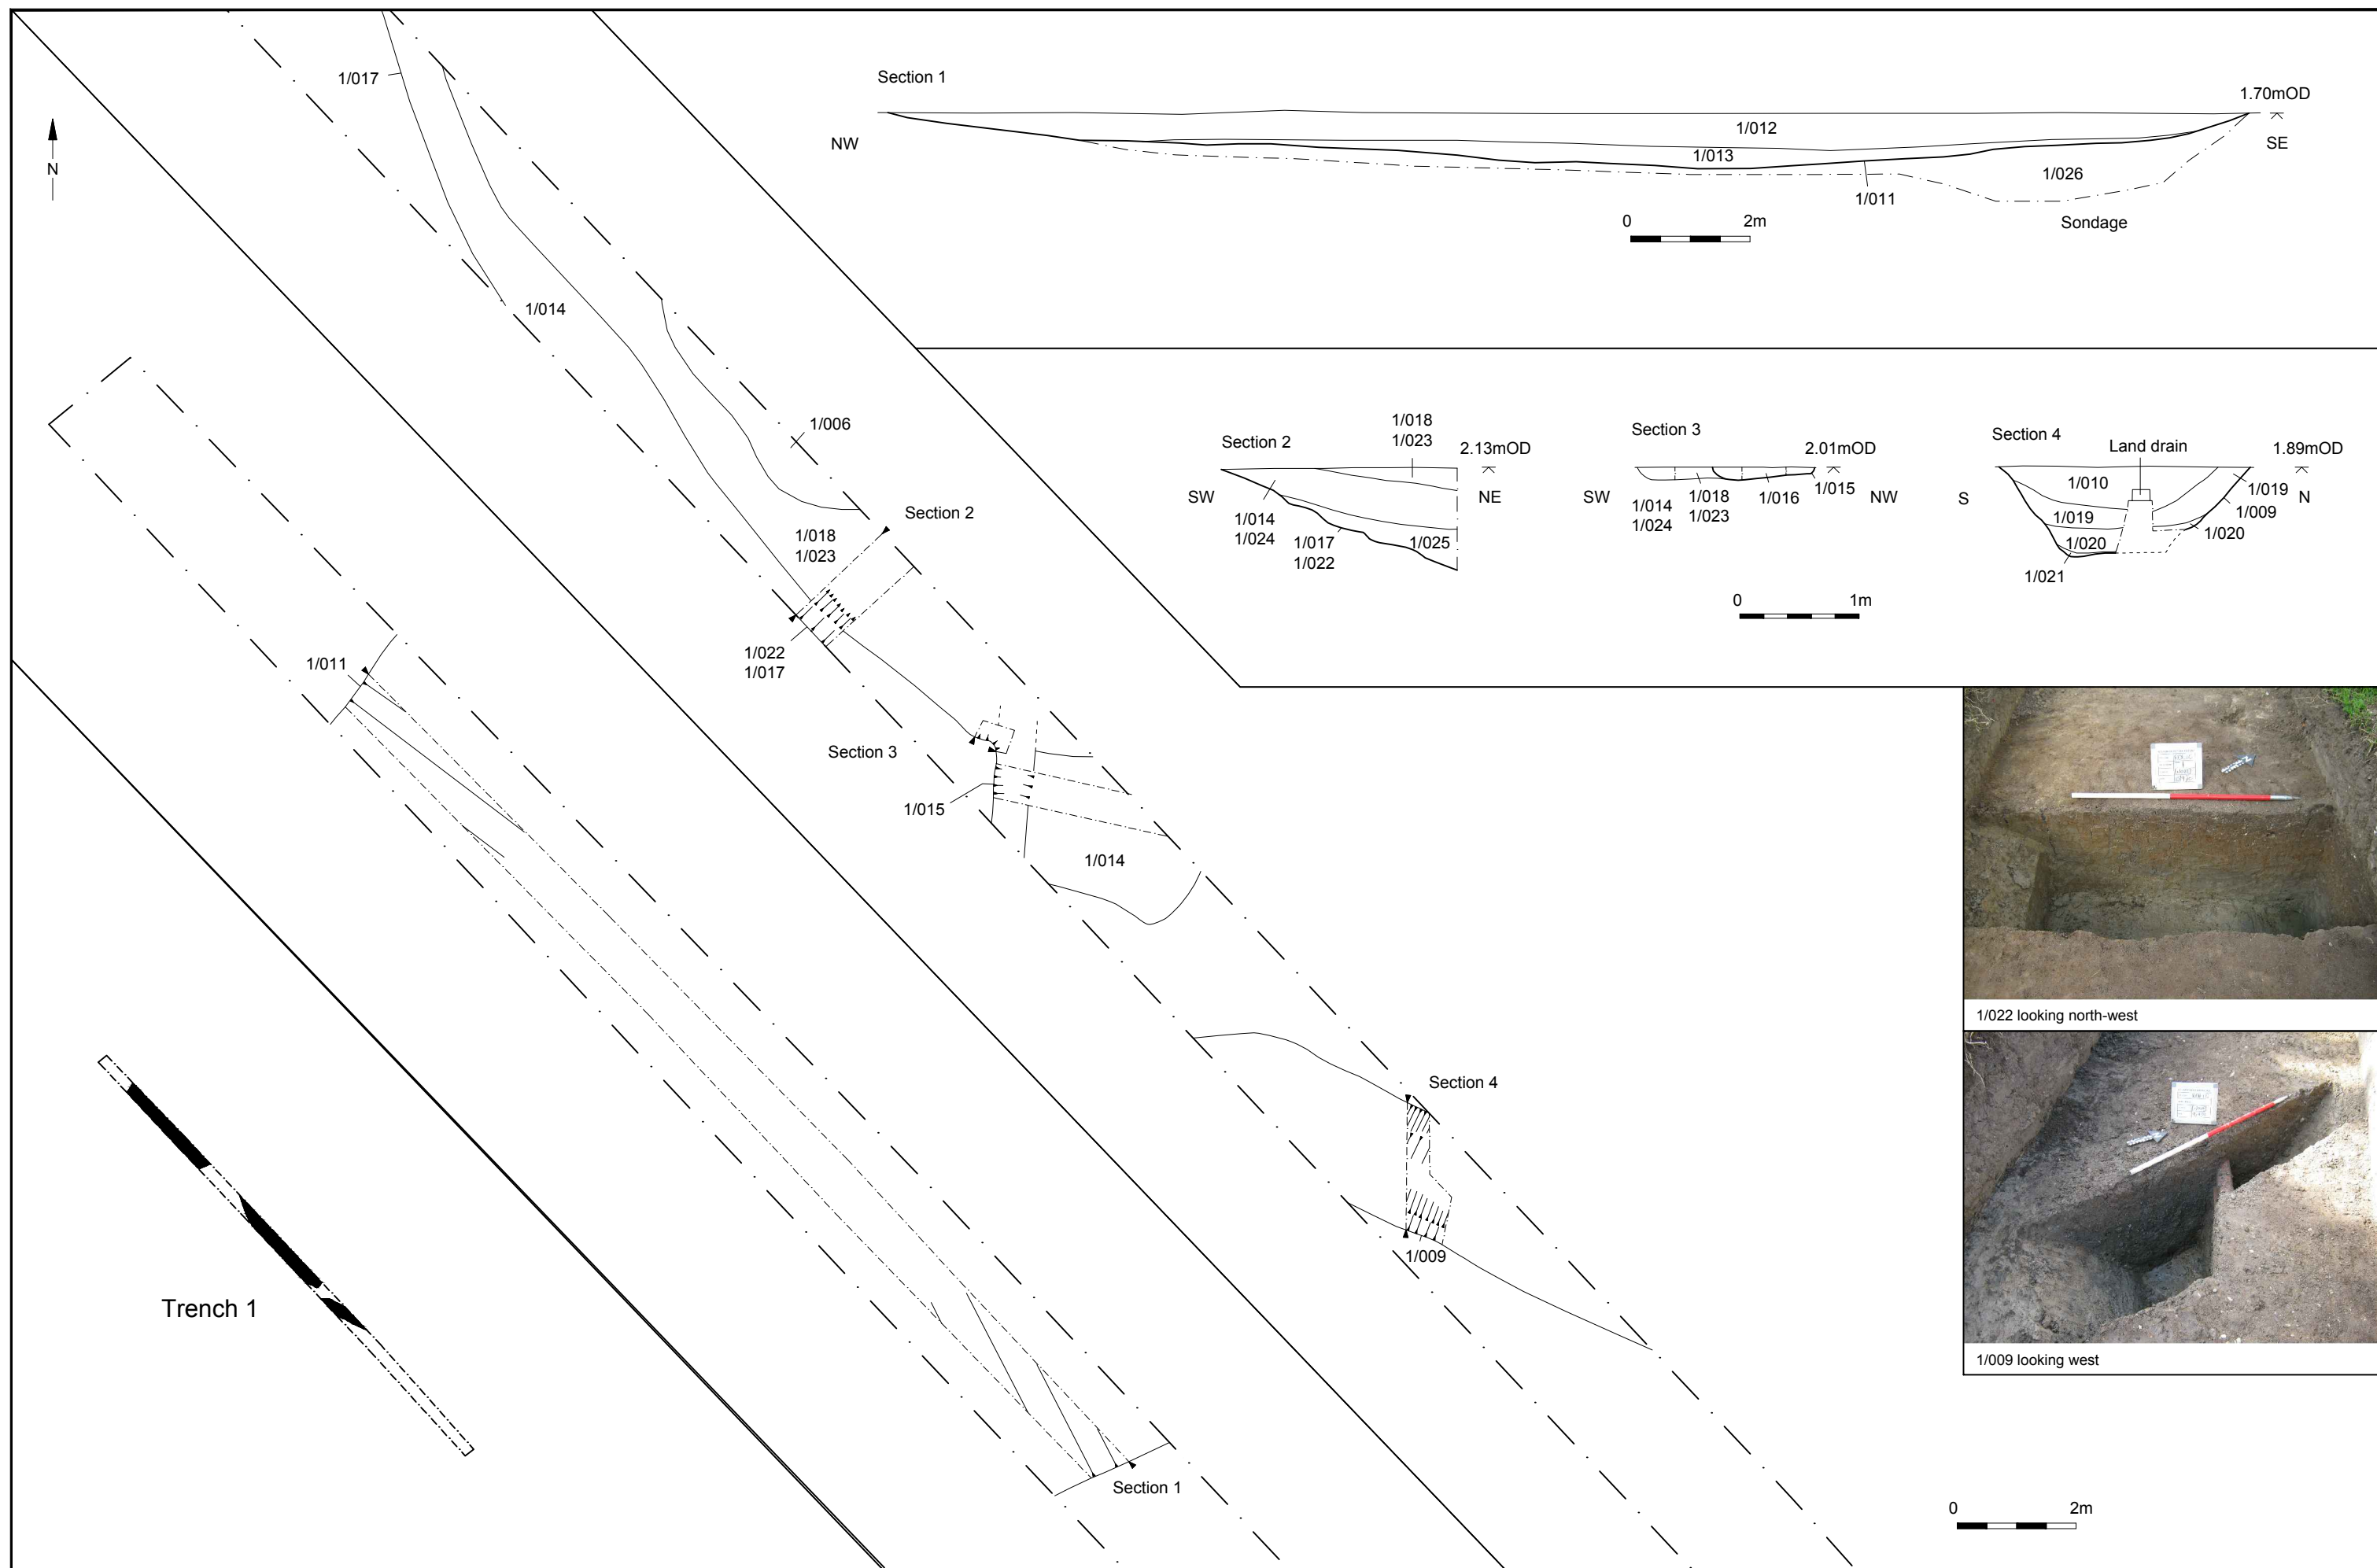 Section 1
1.70mOD
NW
SE
1/012
1/013
1/011
1/026
Sondage
0 2m
1/017
N
1/014
1/006
Section 2
1/018
1/023
1/022
1/017
Section 3
1/015
1/014
Section 4
1/009
1/011
Section 1
Trench 1
Section 2
1/018
1/023
2.13mOD
SW
NE
1/014
1/024
1/017
1/022
1/025
Section 3
2.01mOD
SW
NW
1/014
1/024
1/018
1/023
1/016
1/015
0 1m
Section 4
Land drain
1.89mOD
S
N
1/010
1/019
1/009
1/019
1/020
1/020
1/021
1/022 looking north-west
1/009 looking west
0 2m